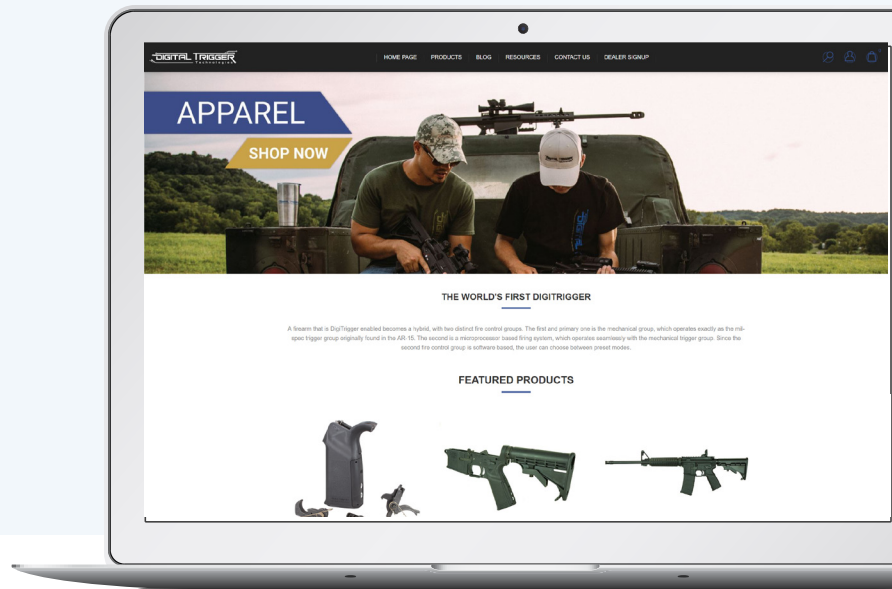 DIGITAL TRIGGER
Technologies
HOME PAGE PRODUCTS BLOG RESOURCES CONTACT US DEALER SIGNUP
APPAREL
SHOP NOW
THE WORLD'S FIRST DIGITRIGGER
A firearm that is DigiTrigger enabled becomes a hybrid, with two distinct fire control groups. The first and primary one is the mechanical group, which operates exactly as the mil-
spec trigger group originally found in the AR-15. The second is a microprocessor based firing system, which operates seamlessly with the mechanical trigger group. Since the
second fire control group is software based, the user can choose between preset modes.
FEATURED PRODUCTS